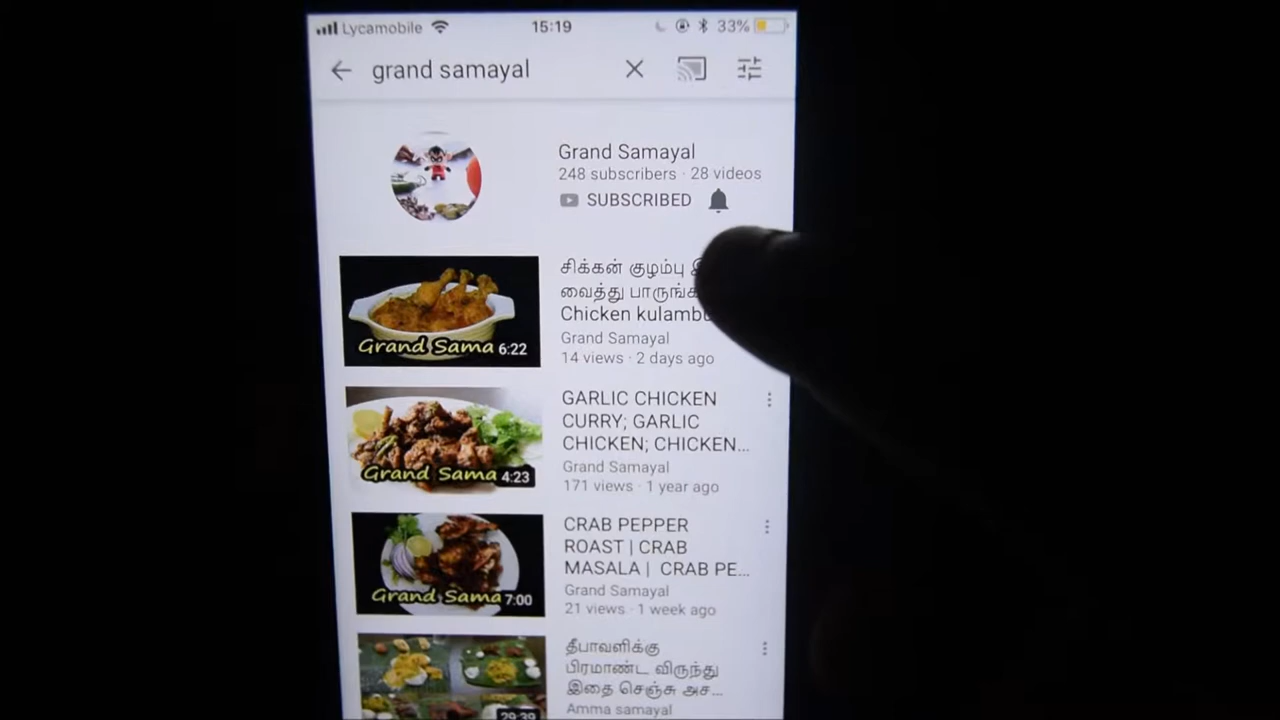 Lycamobile 15:19 33%
grand samayal
Grand Samayal
248 subscribers · 28 videos
SUBSCRIBED
சிக்கன் குழம்பு
வைத்து
Chicken kulambu
Grand Samayal
14 views · 2 days ago
Grand Sama 6:22
GARLIC CHICKEN
CURRY; GARLIC
CHICKEN; CHICKEN...
Grand Samayal
171 views · 1 year ago
Grand Sama 4:23
CRAB PEPPER
ROAST | CRAB
MASALA | CRAB PE...
Grand Samayal
21 views · 1 week ago
Grand Sama 7:00
தீபாவளிக்கு
பிரமாண்ட விருந்து
இதை செஞ்சு அச...
Amma samayal
29:39